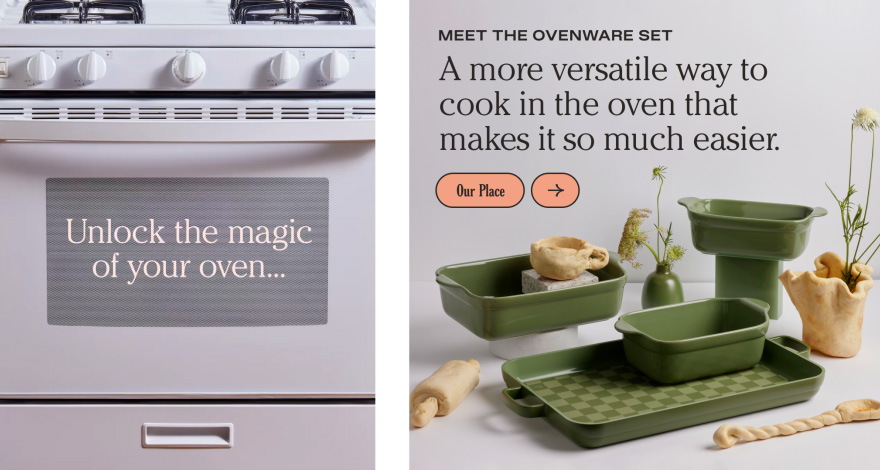 Unlock the magic
of your oven...
MEET THE OVENWARE SET
A more versatile way to
cook in the oven that
makes it so much easier.
Our Place